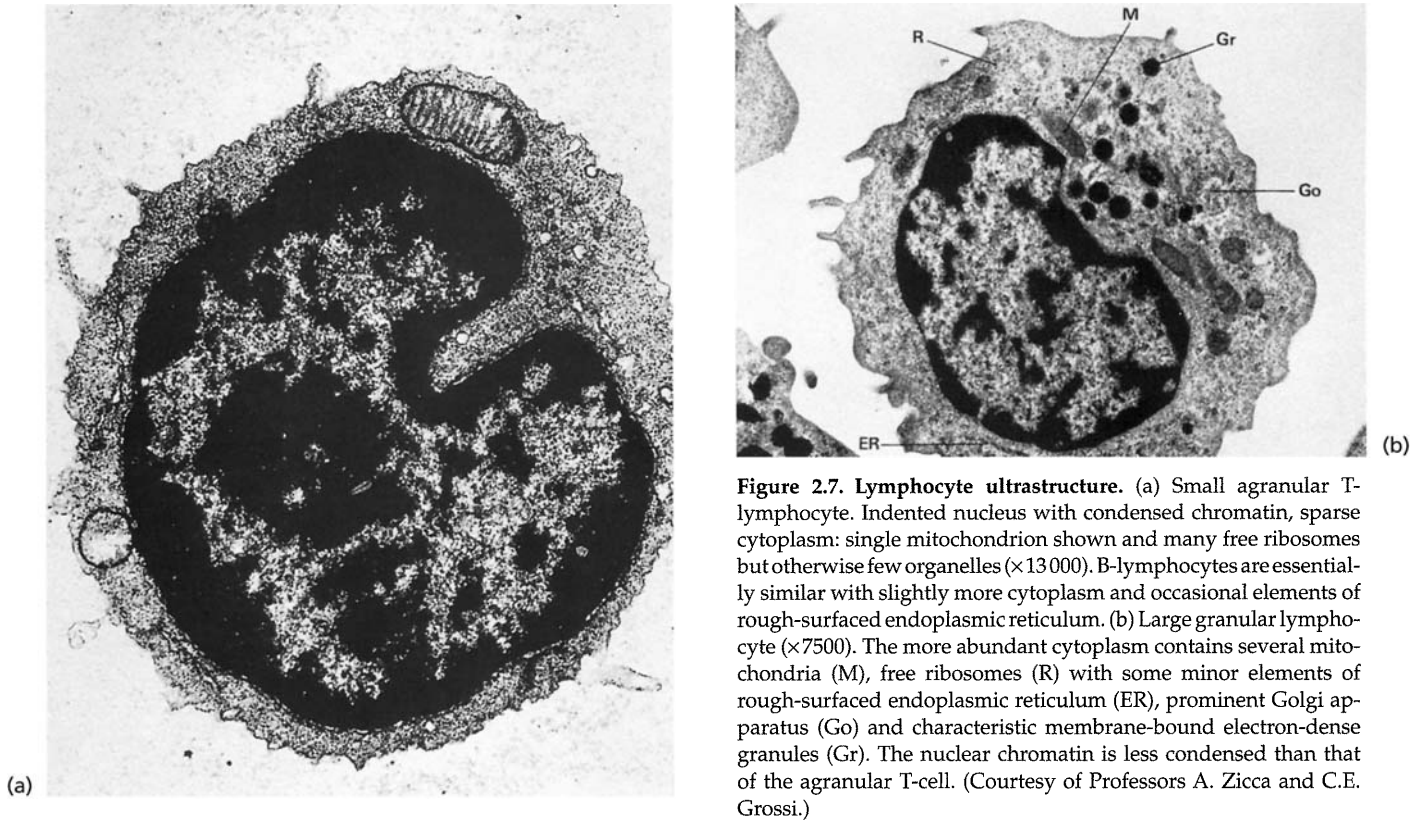 M
R
Gr
Go
ER
(b)
(a)
Figure 2.7. Lymphocyte ultrastructure. (a) Small agranular T-
lymphocyte. Indented nucleus with condensed chromatin, sparse
cytoplasm: single mitochondrion shown and many free ribosomes
but otherwise few organelles (×13 000). B-lymphocytes are essential-
ly similar with slightly more cytoplasm and occasional elements of
rough-surfaced endoplasmic reticulum. (b) Large granular lympho-
cyte (×7500). The more abundant cytoplasm contains several mito-
chondria (M), free ribosomes (R) with some minor elements of
rough-surfaced endoplasmic reticulum (ER), prominent Golgi ap-
paratus (Go) and characteristic membrane-bound electron-dense
granules (Gr). The nuclear chromatin is less condensed than that
of the agranular T-cell. (Courtesy of Professors A. Zicca and C.E.
Grossi.)